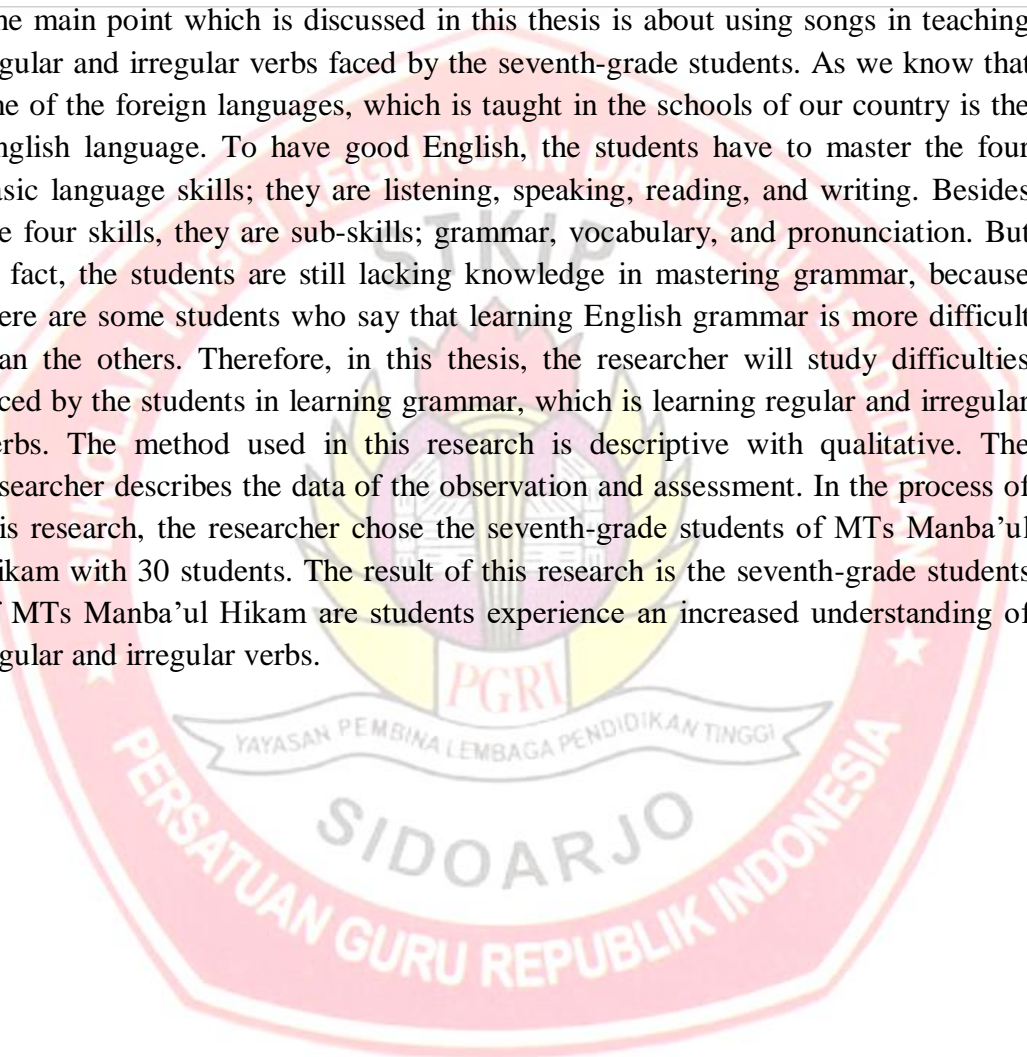 he main point which is discussed in this thesis is about using songs in teaching
gular and irregular verbs faced by the seventh-grade students. As we know that
ne of the foreign languages, which is taught in the schools of our country is the
nglish language. To have good English, the students have to master the four
asic language skills; they are listening, speaking, reading, and writing. Besides
e four skills, they are sub-skills; grammar, vocabulary, and pronunciation. But
fact, the students are still lacking knowledge in mastering grammar, because
ere are some students who say that learning English grammar is more difficult
an the others. Therefore, in this thesis, the researcher will study difficulties
ced by the students in learning grammar, which is learning regular and irregular
erbs. The method used in this research is descriptive with qualitative. The
searcher describes the data of the observation and assessment. In the process of
is research, the researcher chose the seventh-grade students of MTs Manba’ul
ikam with 30 students. The result of this research is the seventh-grade students
f MTs Manba’ul Hikam are students experience an increased understanding of
gular and irregular verbs.
SEKOLAH TINGGI KEGURUAN DAN ILMU PENDIDIKAN
STKIP
PGRI
YAYASAN PEMBINA LEMBAGA PENDIDIKAN TINGGI
SIDOARJO
PERSATUAN GURU REPUBLIK INDONESIA